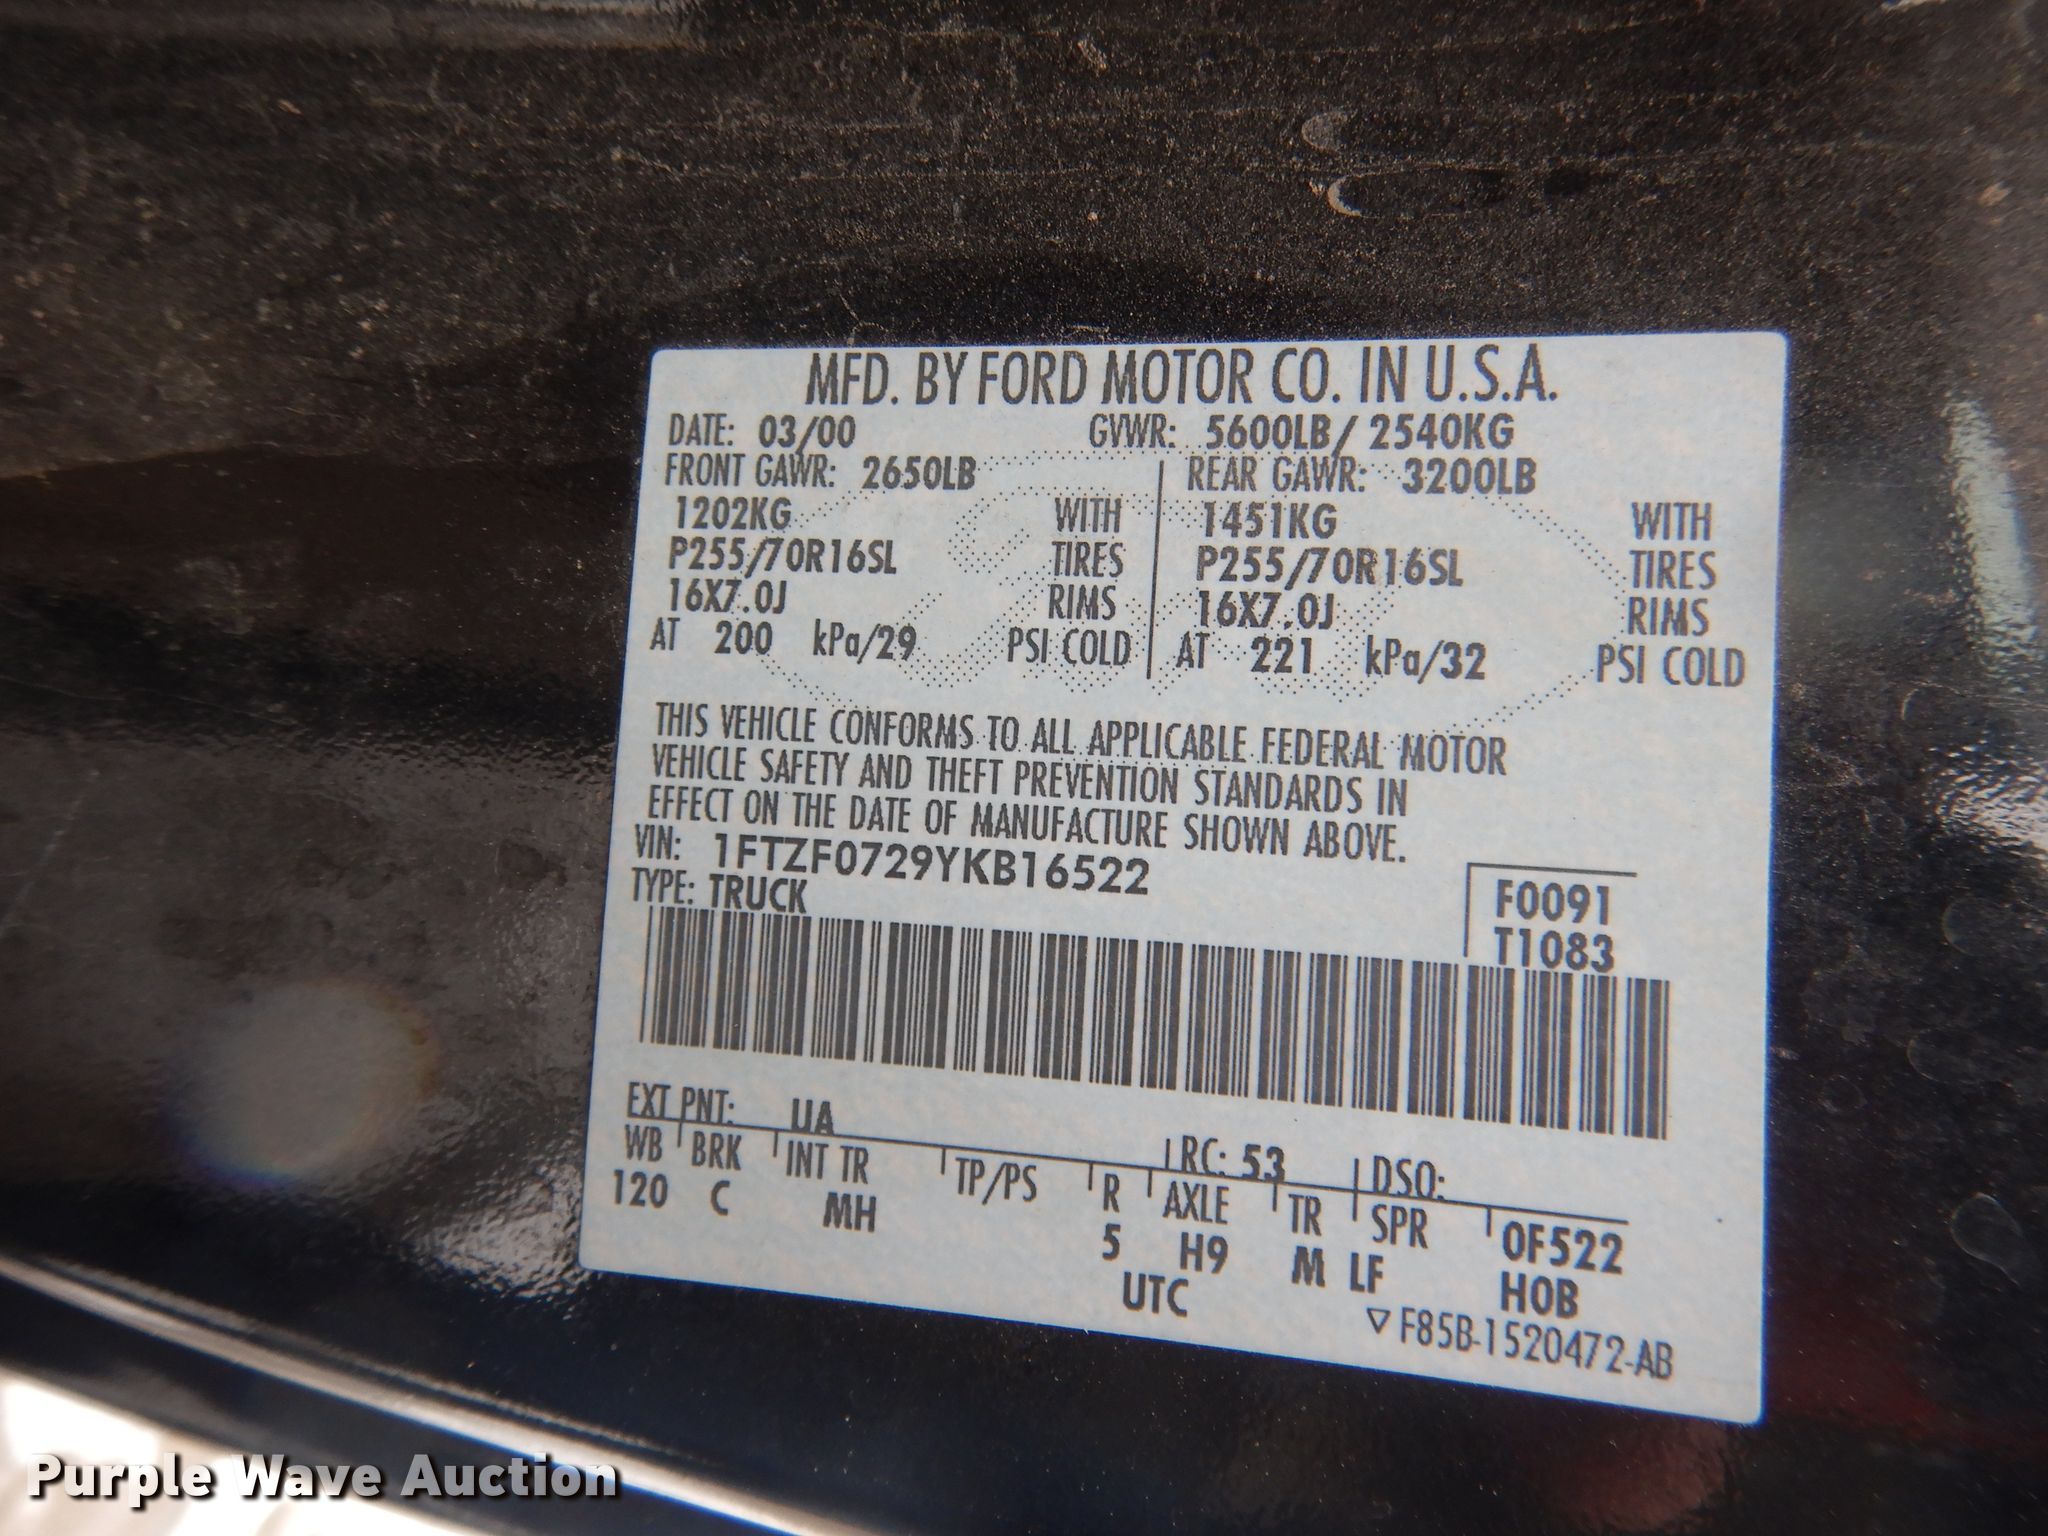 MFD. BY FORD MOTOR CO. IN U.S.A.
DATE: 03/00 GVWR: 5600LB/ 2540KG
FRONT GAWR: 2650LB REAR GAWR: 3200LB
1202KG WITH 1451KG WITH
P255/70R16SL TIRES P255/70R16SL TIRES
16X7.0J RIMS 16X7.0J RIMS
AT 200 kPa/29 PSI COLD AT 221 kPa/32 PSI COLD
THIS VEHICLE CONFORMS TO ALL APPLICABLE FEDERAL MOTOR
VEHICLE SAFETY AND THEFT PREVENTION STANDARDS IN
EFFECT ON THE DATE OF MANUFACTURE SHOWN ABOVE.
VIN: 1FTZF0729YKB16522
TYPE: TRUCK
F0091
T1083
EXT PNT: UA RC: 53 DSO:
WB BRK INT TR TP/PS R AXLE TR SPR 0F522
120 C MH 5 H9 M LF HOB
UTC
▽ F85B-1520472-AB
Purple Wave Auction